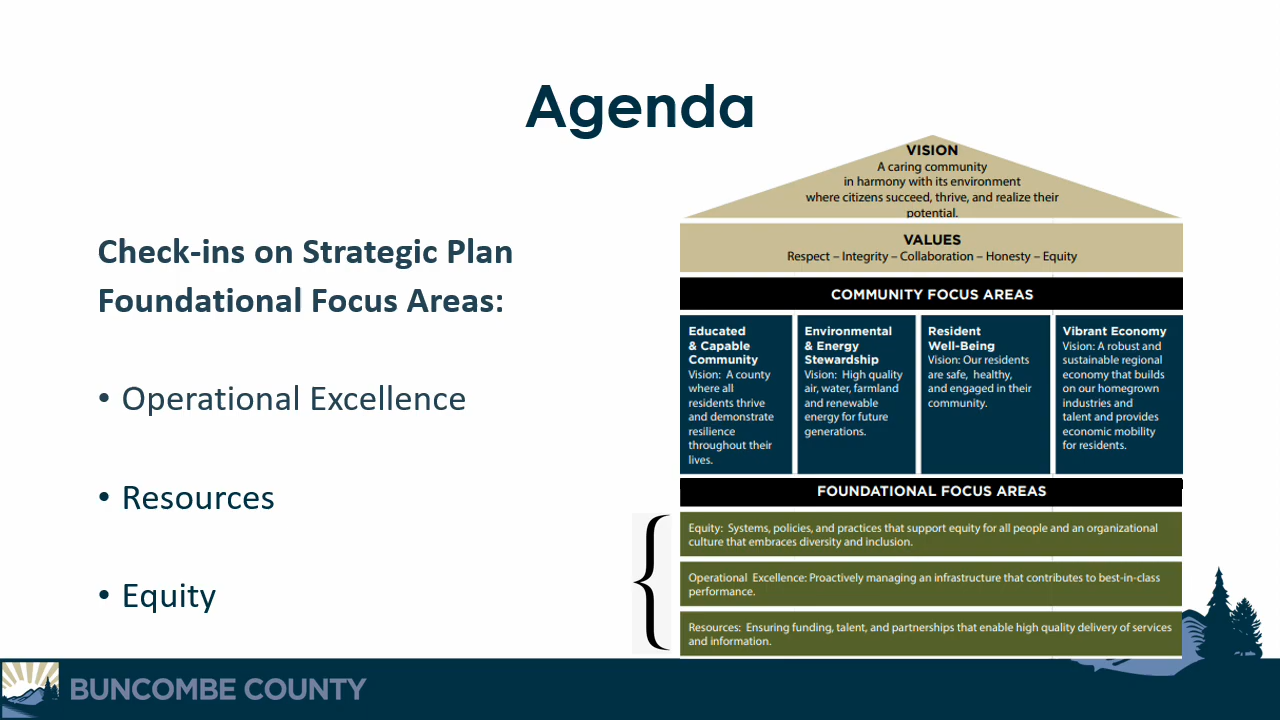 Agenda
Check-ins on Strategic Plan
Foundational Focus Areas:
• Operational Excellence
• Resources
• Equity
VISION
A caring community
in harmony with its environment
where citizens succeed, thrive, and realize their
potential.
VALUES
Respect – Integrity – Collaboration – Honesty – Equity
COMMUNITY FOCUS AREAS
Educated
& Capable
Community
Vision: A county
where all
residents thrive
and demonstrate
resilience
throughout their
lives.
Environmental
& Energy
Stewardship
Vision: High quality
air, water, farmland
and renewable
energy for future
generations.
Resident
Well-Being
Vision: Our residents
are safe, healthy,
and engaged in their
community.
Vibrant Economy
Vision: A robust and
sustainable regional
economy that builds
on our homegrown
industries and
talent and provides
economic mobility
for residents.
FOUNDATIONAL FOCUS AREAS
Equity: Systems, policies, and practices that support equity for all people and an organizational
culture that embraces diversity and inclusion.
Operational Excellence: Proactively managing an infrastructure that contributes to best-in-class
performance.
Resources: Ensuring funding, talent, and partnerships that enable high quality delivery of services
and information.
BUNCOMBE COUNTY